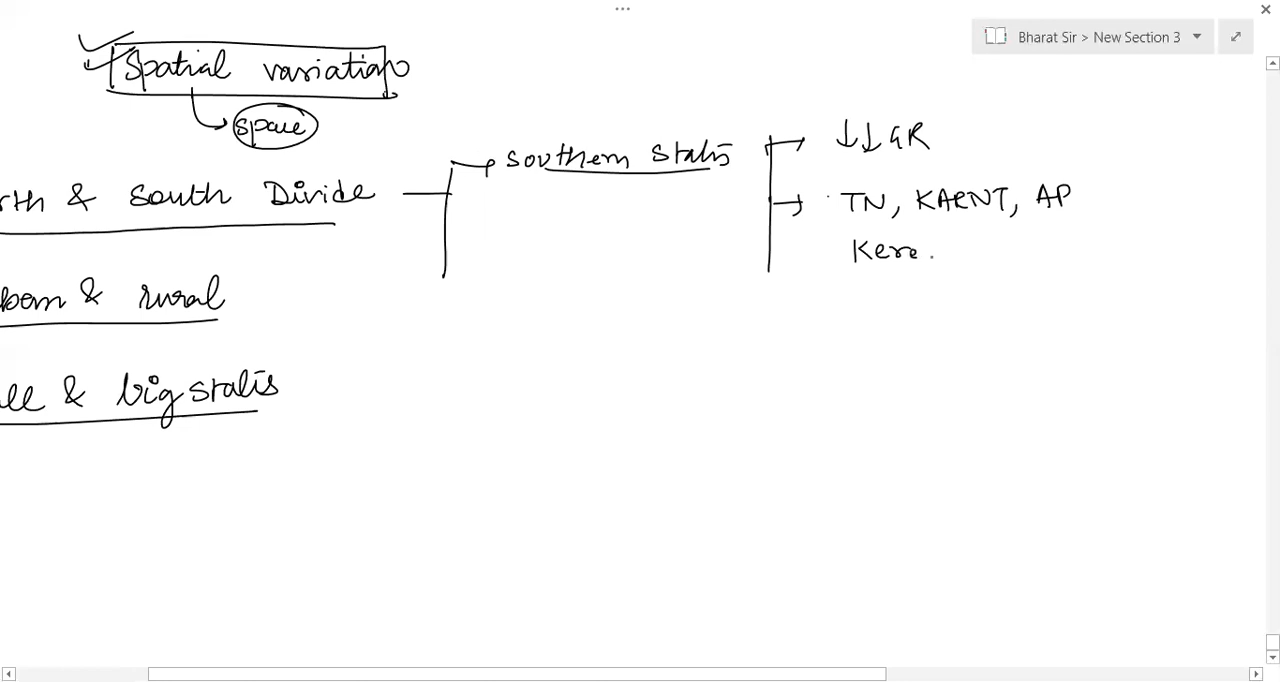 ...
Bharat Sir > New Section 3
Spatial variation
space
rth & South Divide
Southern States
↓↓ GR
TN, KARNT, AP
Kere.
ban & rural
all & big states